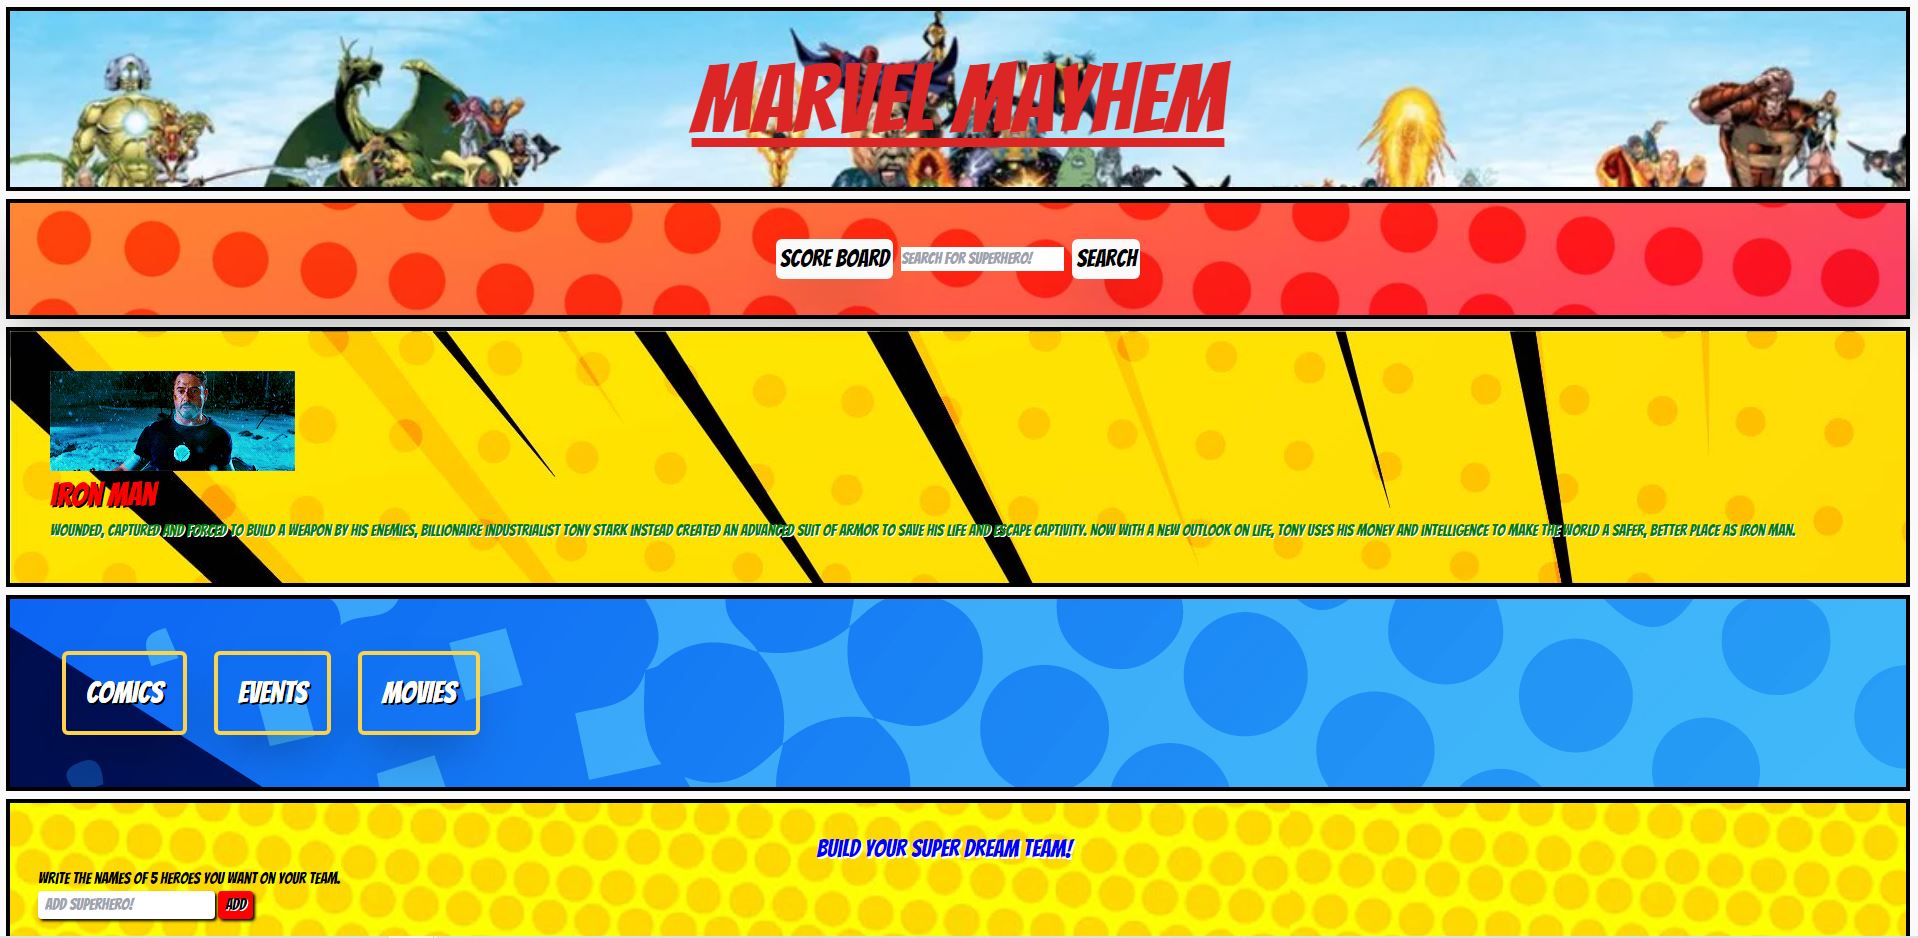 MARVEL MAYHEM
SCORE BOARD SEARCH FOR SUPERHERO! SEARCH
IRON MAN
WOUNDED, CAPTURED AND FORCED TO BUILD A WEAPON BY HIS ENEMIES, BILLIONAIRE INDUSTRIALIST TONY STARK INSTEAD CREATED AN ADVANCED SUIT OF ARMOR TO SAVE HIS LIFE AND ESCAPE CAPTIVITY. NOW WITH A NEW OUTLOOK ON LIFE, TONY USES HIS MONEY AND INTELLIGENCE TO MAKE THE WORLD A SAFER, BETTER PLACE AS IRON MAN.
COMICS EVENTS MOVIES
BUILD YOUR SUPER DREAM TEAM!
WRITE THE NAMES OF 5 HEROES YOU WANT ON YOUR TEAM.
ADD SUPERHERO! ADD